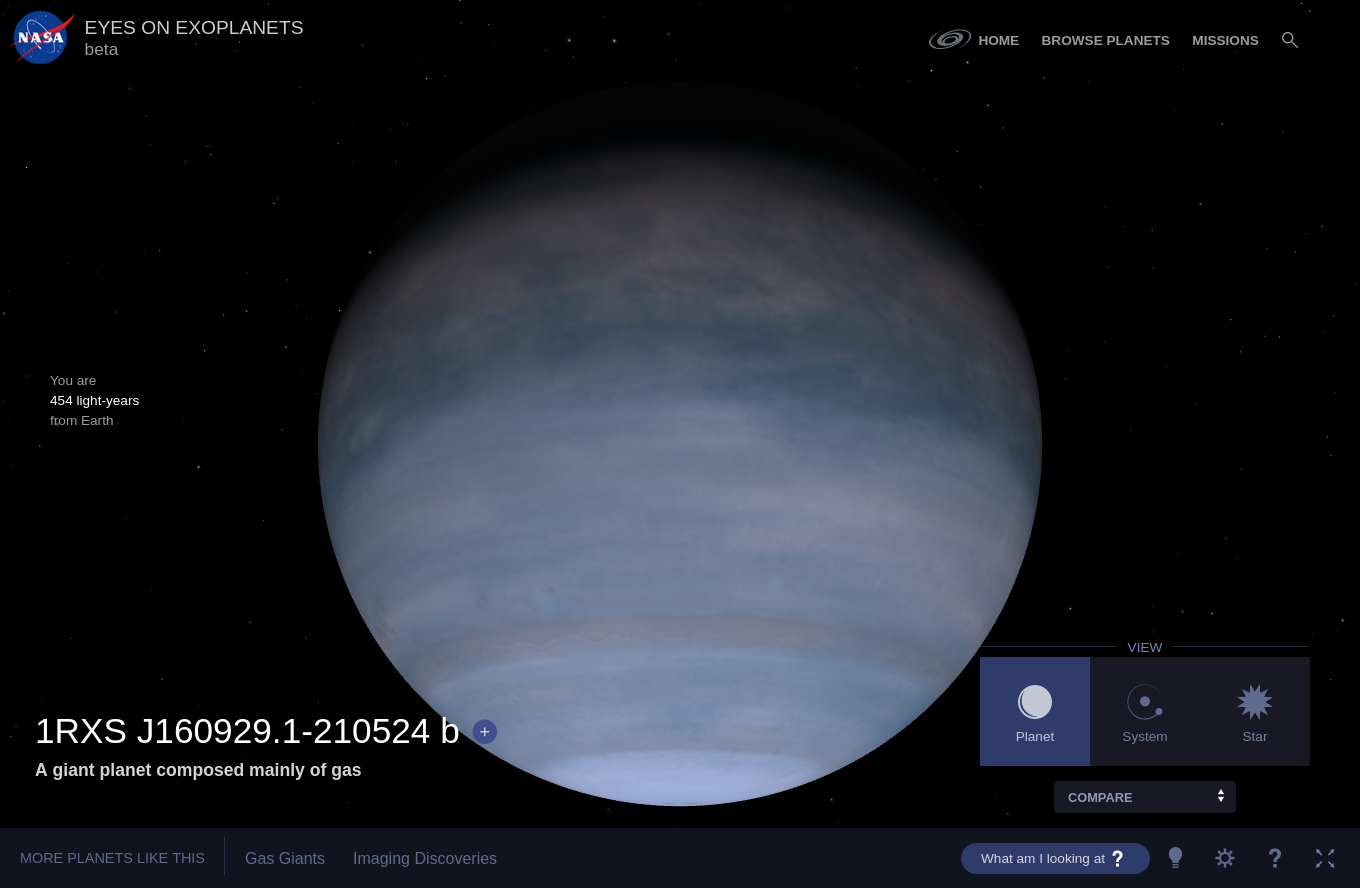 NASA
EYES ON EXOPLANETS
beta
HOME
BROWSE PLANETS
MISSIONS
You are
454 light-years
from Earth
1RXS J160929.1-210524 b +
A giant planet composed mainly of gas
VIEW
Planet
System
Star
COMPARE
MORE PLANETS LIKE THIS
Gas Giants
Imaging Discoveries
What am I looking at ?
?